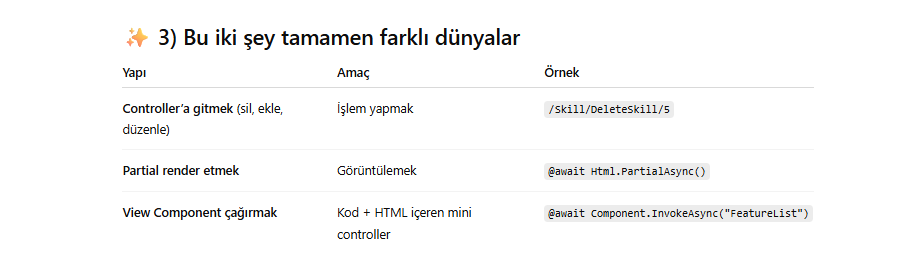 ✨ 3) Bu iki şey tamamen farklı dünyalar
Yapı Amaç Örnek
Controller’a gitmek (sil, ekle, düzenle) İşlem yapmak /Skill/DeleteSkill/5
Partial render etmek Görüntülemek @await Html.PartialAsync()
View Component çağırmak Kod + HTML içeren mini controller @await Component.InvokeAsync("FeatureList")